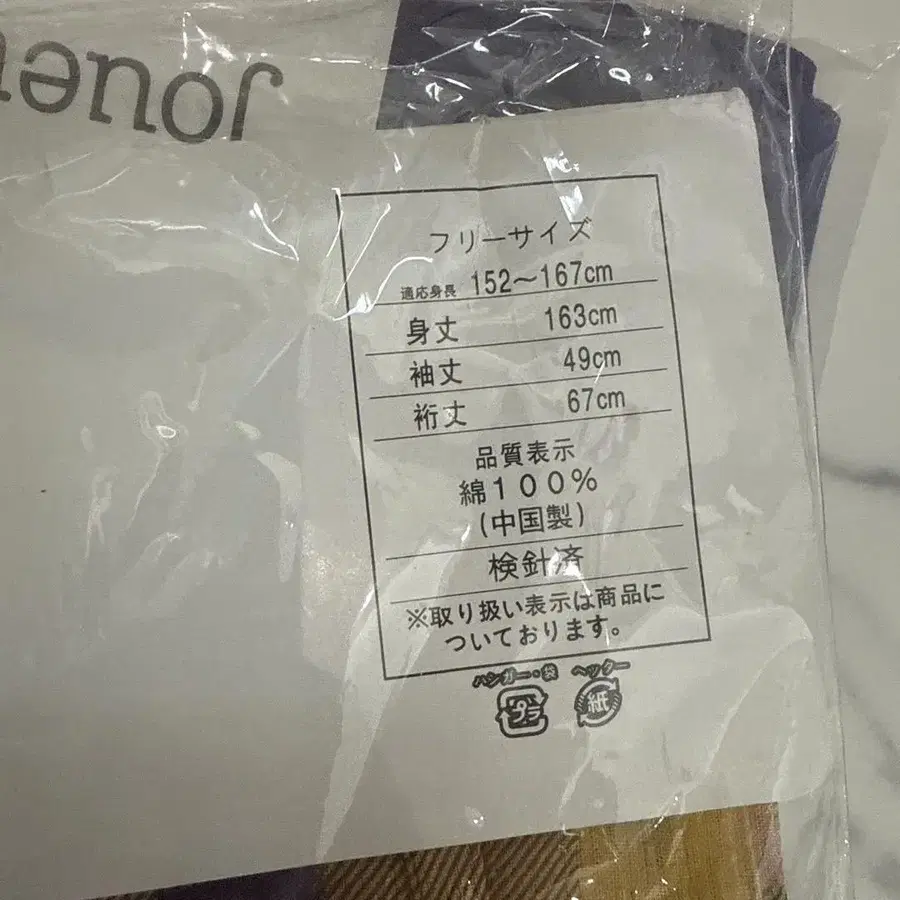 フリーサイズ
適応身長 152～167cm
身丈 163cm
袖丈 49cm
裄丈 67cm
品質表示
綿100%
(中国製)
検針済
※取り扱い表示は商品に
ついております。
ハンガー・袋 ヘッター
プラ 紙